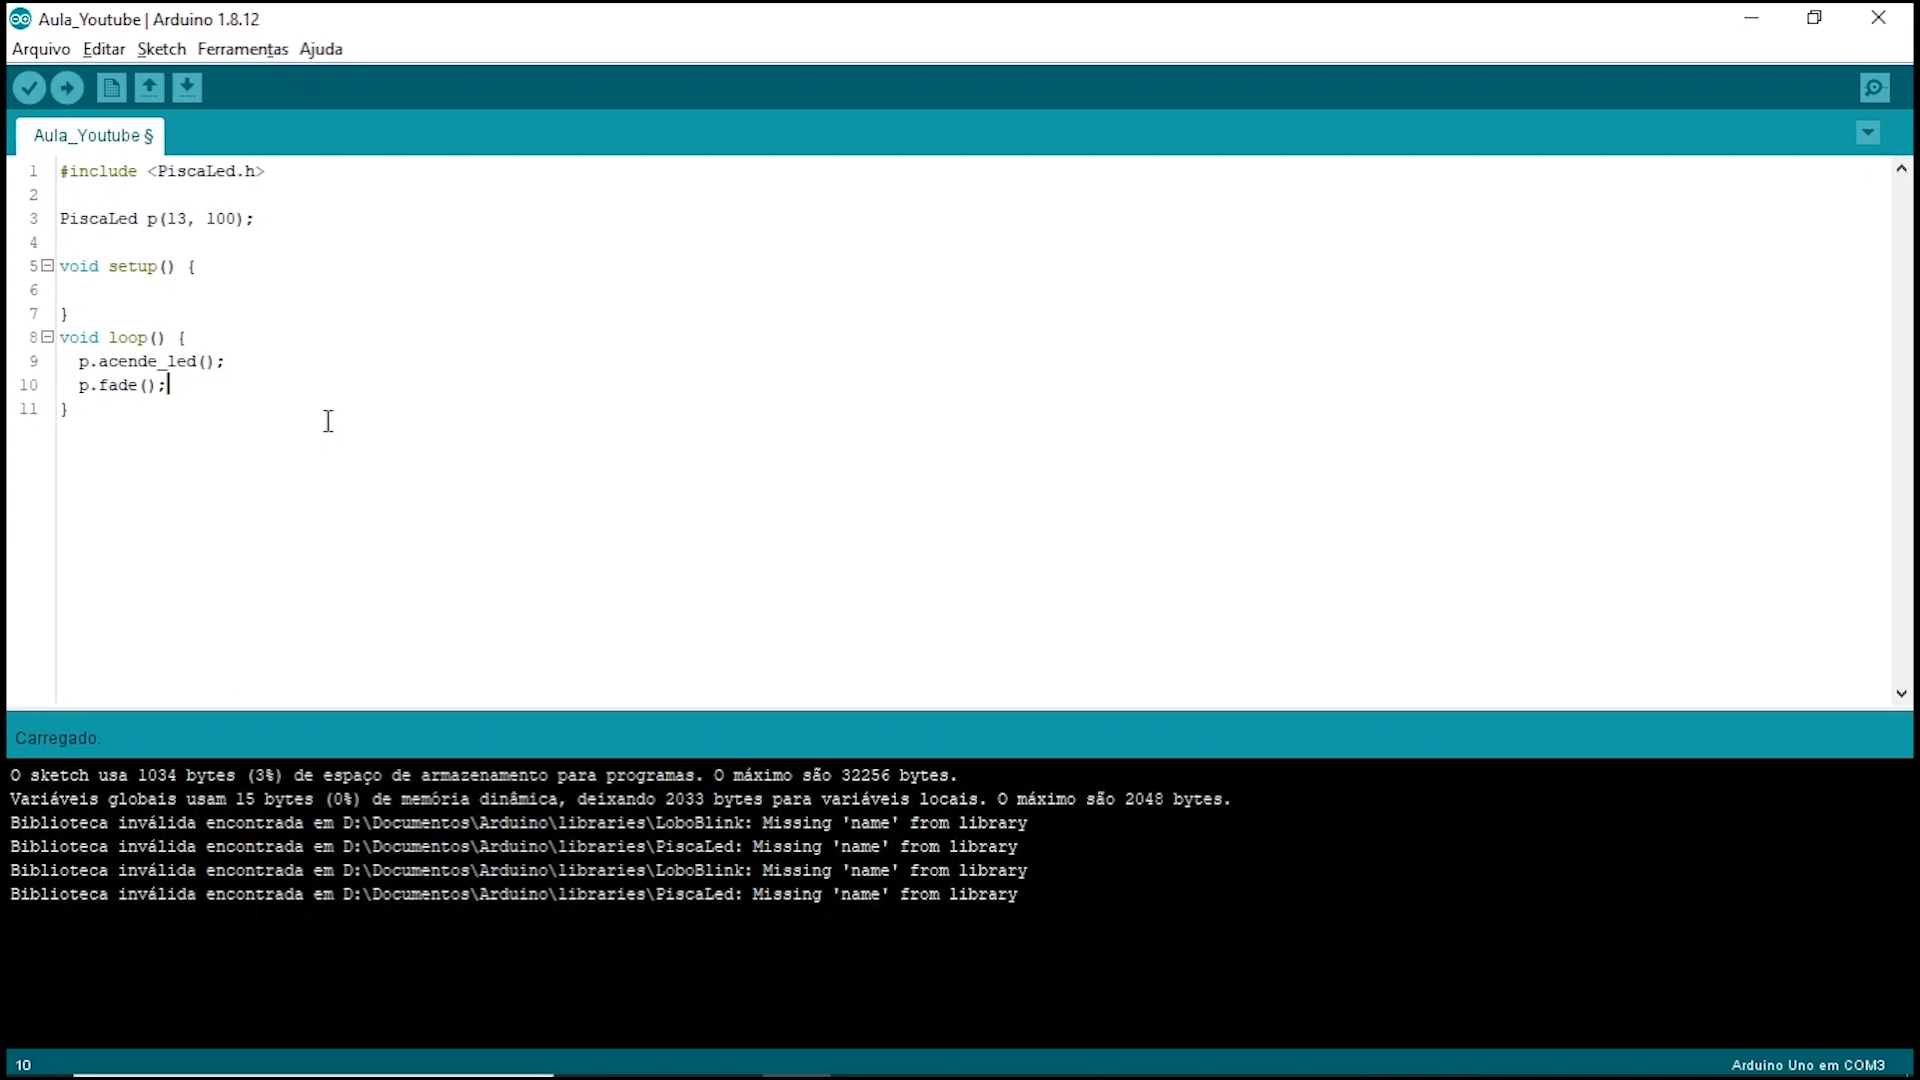 Aula_Youtube | Arduino 1.8.12
Arquivo Editar Sketch Ferramentas Ajuda
Aula_Youtube §
1 #include <PiscaLed.h>
2
3 PiscaLed p(13, 100);
4
5 void setup() {
6
7 }
8 void loop() {
9 p.acende_led();
10 p.fade();
11 }
Carregado.
O sketch usa 1034 bytes (3%) de espaço de armazenamento para programas. O máximo são 32256 bytes.
Variáveis globais usam 15 bytes (0%) de memória dinâmica, deixando 2033 bytes para variáveis locais. O máximo são 2048 bytes.
Biblioteca inválida encontrada em D:\Documentos\Arduino\libraries\LoboBlink: Missing 'name' from library
Biblioteca inválida encontrada em D:\Documentos\Arduino\libraries\PiscaLed: Missing 'name' from library
Biblioteca inválida encontrada em D:\Documentos\Arduino\libraries\LoboBlink: Missing 'name' from library
Biblioteca inválida encontrada em D:\Documentos\Arduino\libraries\PiscaLed: Missing 'name' from library
10 Arduino Uno em COM3